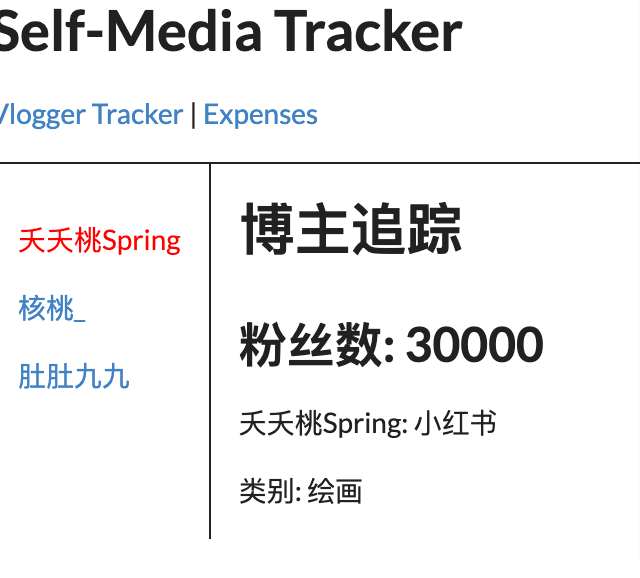 Self-Media Tracker
Vlogger Tracker | Expenses
夭夭桃Spring
核桃_
肚肚九九
博主追踪
粉丝数: 30000
夭夭桃Spring: 小红书
类别: 绘画